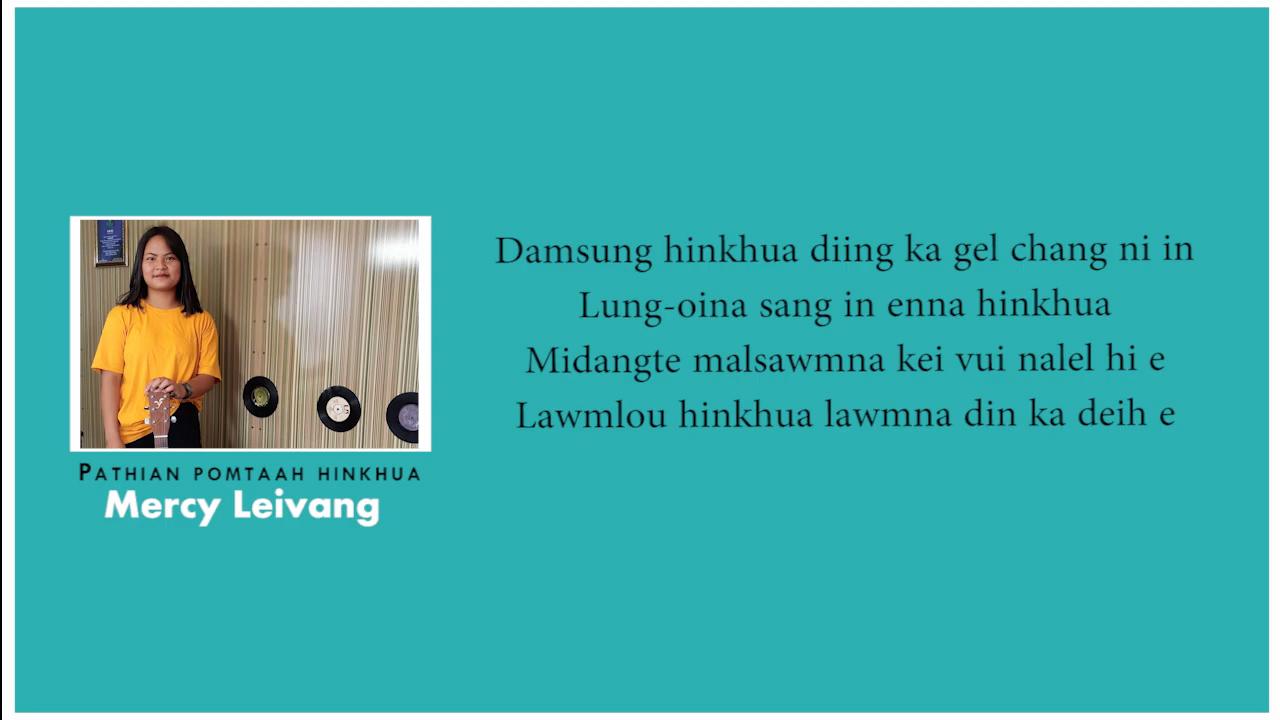 Damsung hinkhua diing ka gel chang ni in
Lung-oina sang in enna hinkhua
Midangte malsawmna kei vui nalel hi e
Lawmlou hinkhua lawmna din ka deih e
PATHIAN POMTAAH HINKHUA
Mercy Leivang